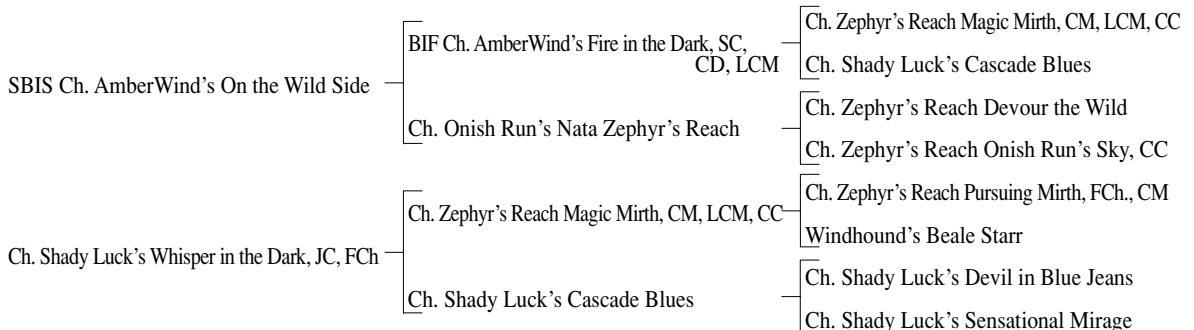 SBIS Ch. AmberWind’s On the Wild Side
BIF Ch. AmberWind’s Fire in the Dark, SC,
CD, LCM
Ch. Zephyr’s Reach Magic Mirth, CM, LCM, CC
Ch. Shady Luck’s Cascade Blues
Ch. Onish Run’s Nata Zephyr’s Reach
Ch. Zephyr’s Reach Devour the Wild
Ch. Zephyr’s Reach Onish Run’s Sky, CC
Ch. Shady Luck’s Whisper in the Dark, JC, FCh
Ch. Zephyr’s Reach Magic Mirth, CM, LCM, CC
Ch. Zephyr’s Reach Pursuing Mirth, FCh., CM
Windhound’s Beale Starr
Ch. Shady Luck’s Cascade Blues
Ch. Shady Luck’s Devil in Blue Jeans
Ch. Shady Luck’s Sensational Mirage